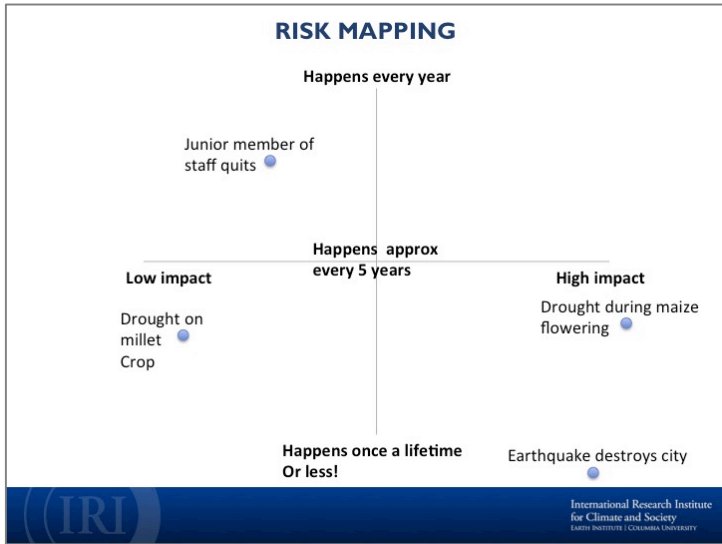 RISK MAPPING
Happens every year
Junior member of
staff quits
Happens  approx
every 5 years
Low impact
High impact
Drought on
millet
Crop
Drought during maize
flowering
Happens once a lifetime
Or less!
Earthquake destroys city
IRI
International Research Institute
for Climate and Society
EARTH INSTITUTE | COLUMBIA UNIVERSITY